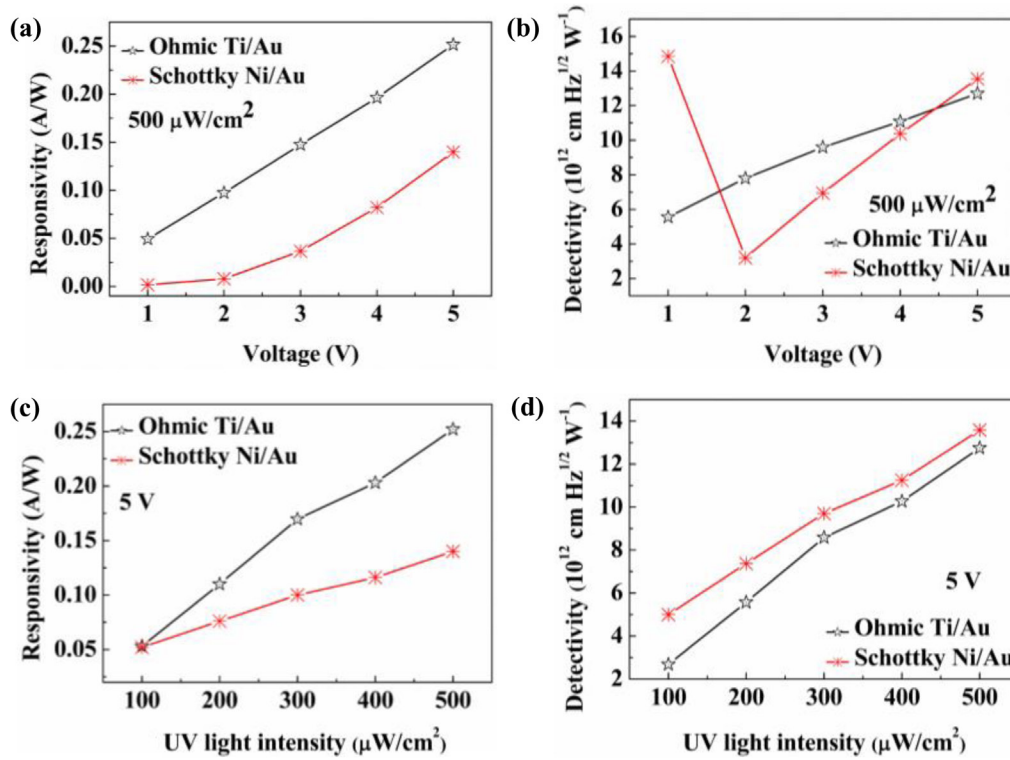 (a)
Ohmic Ti/Au
Schottky Ni/Au
500 μW/cm²
Responsivity (A/W)
0.25
0.20
0.15
0.10
0.05
0.00
1 2 3 4 5
Voltage (V)
(b)
Detectivity (10¹² cm Hz^1/2 W⁻¹)
16
14
12
10
8
6
4
2
500 μW/cm²
Ohmic Ti/Au
Schottky Ni/Au
1 2 3 4 5
Voltage (V)
(c)
Ohmic Ti/Au
Schottky Ni/Au
5 V
Responsivity (A/W)
0.25
0.20
0.15
0.10
0.05
100 200 300 400 500
UV light intensity (μW/cm²)
(d)
Detectivity (10¹² cm Hz^1/2 W⁻¹)
14
12
10
8
6
4
2
5 V
Ohmic Ti/Au
Schottky Ni/Au
100 200 300 400 500
UV light intensity (μW/cm²)